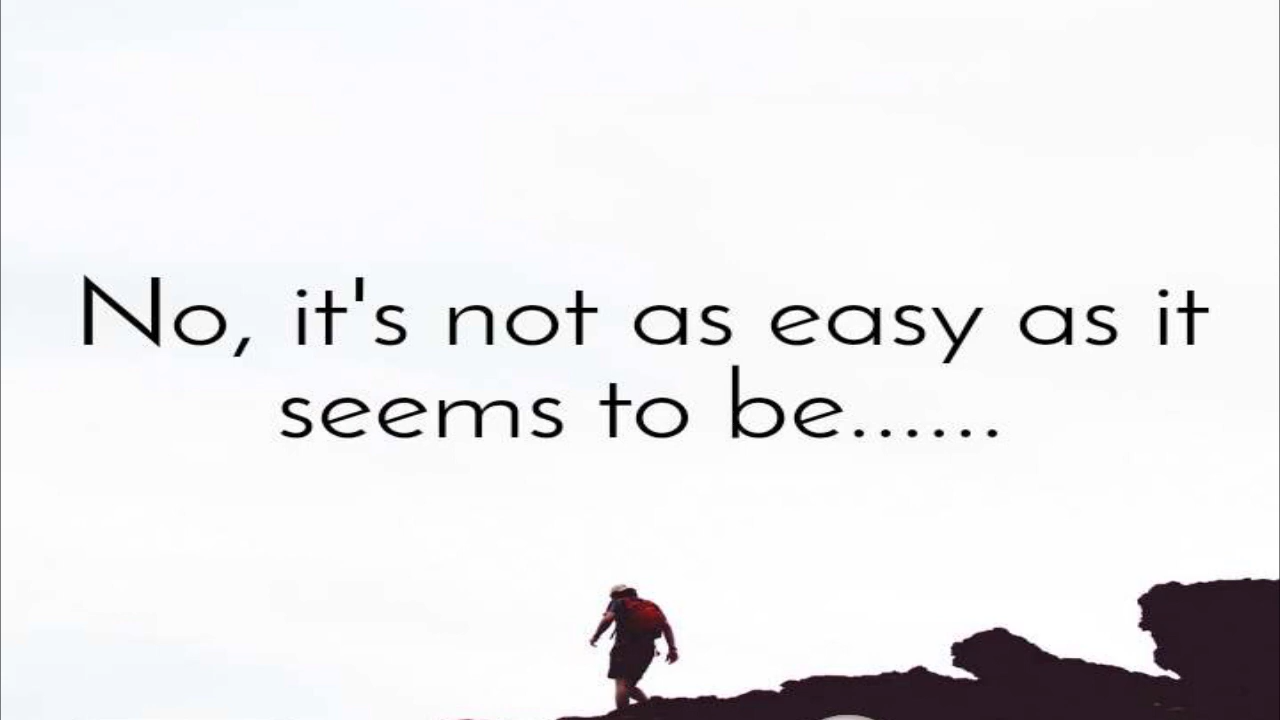 No, it's not as easy as it
seems to be......